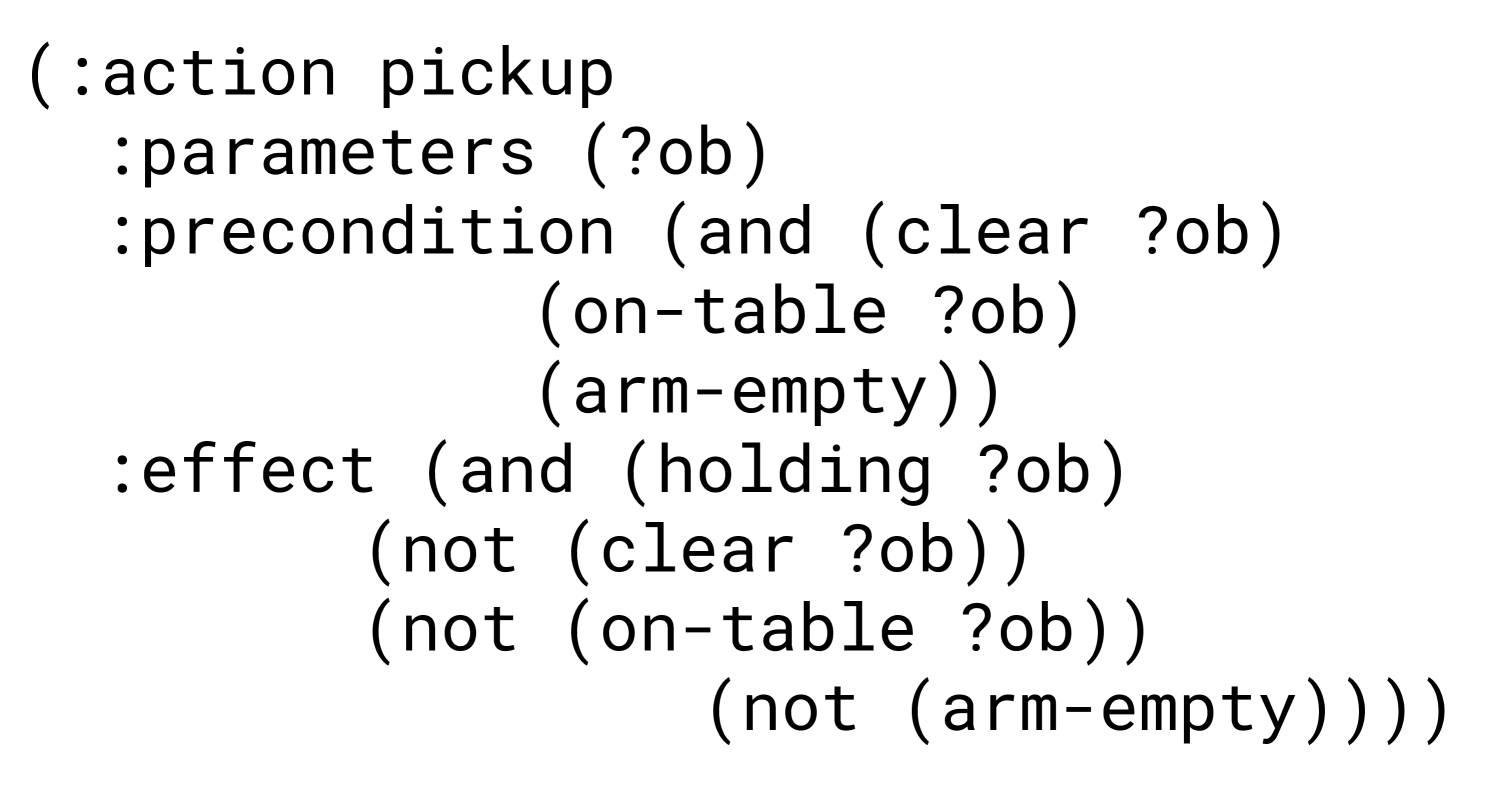 (:action pickup
:parameters (?ob)
:precondition (and (clear ?ob)
(on-table ?ob)
(arm-empty))
:effect (and (holding ?ob)
(not (clear ?ob))
(not (on-table ?ob))
(not (arm-empty))))